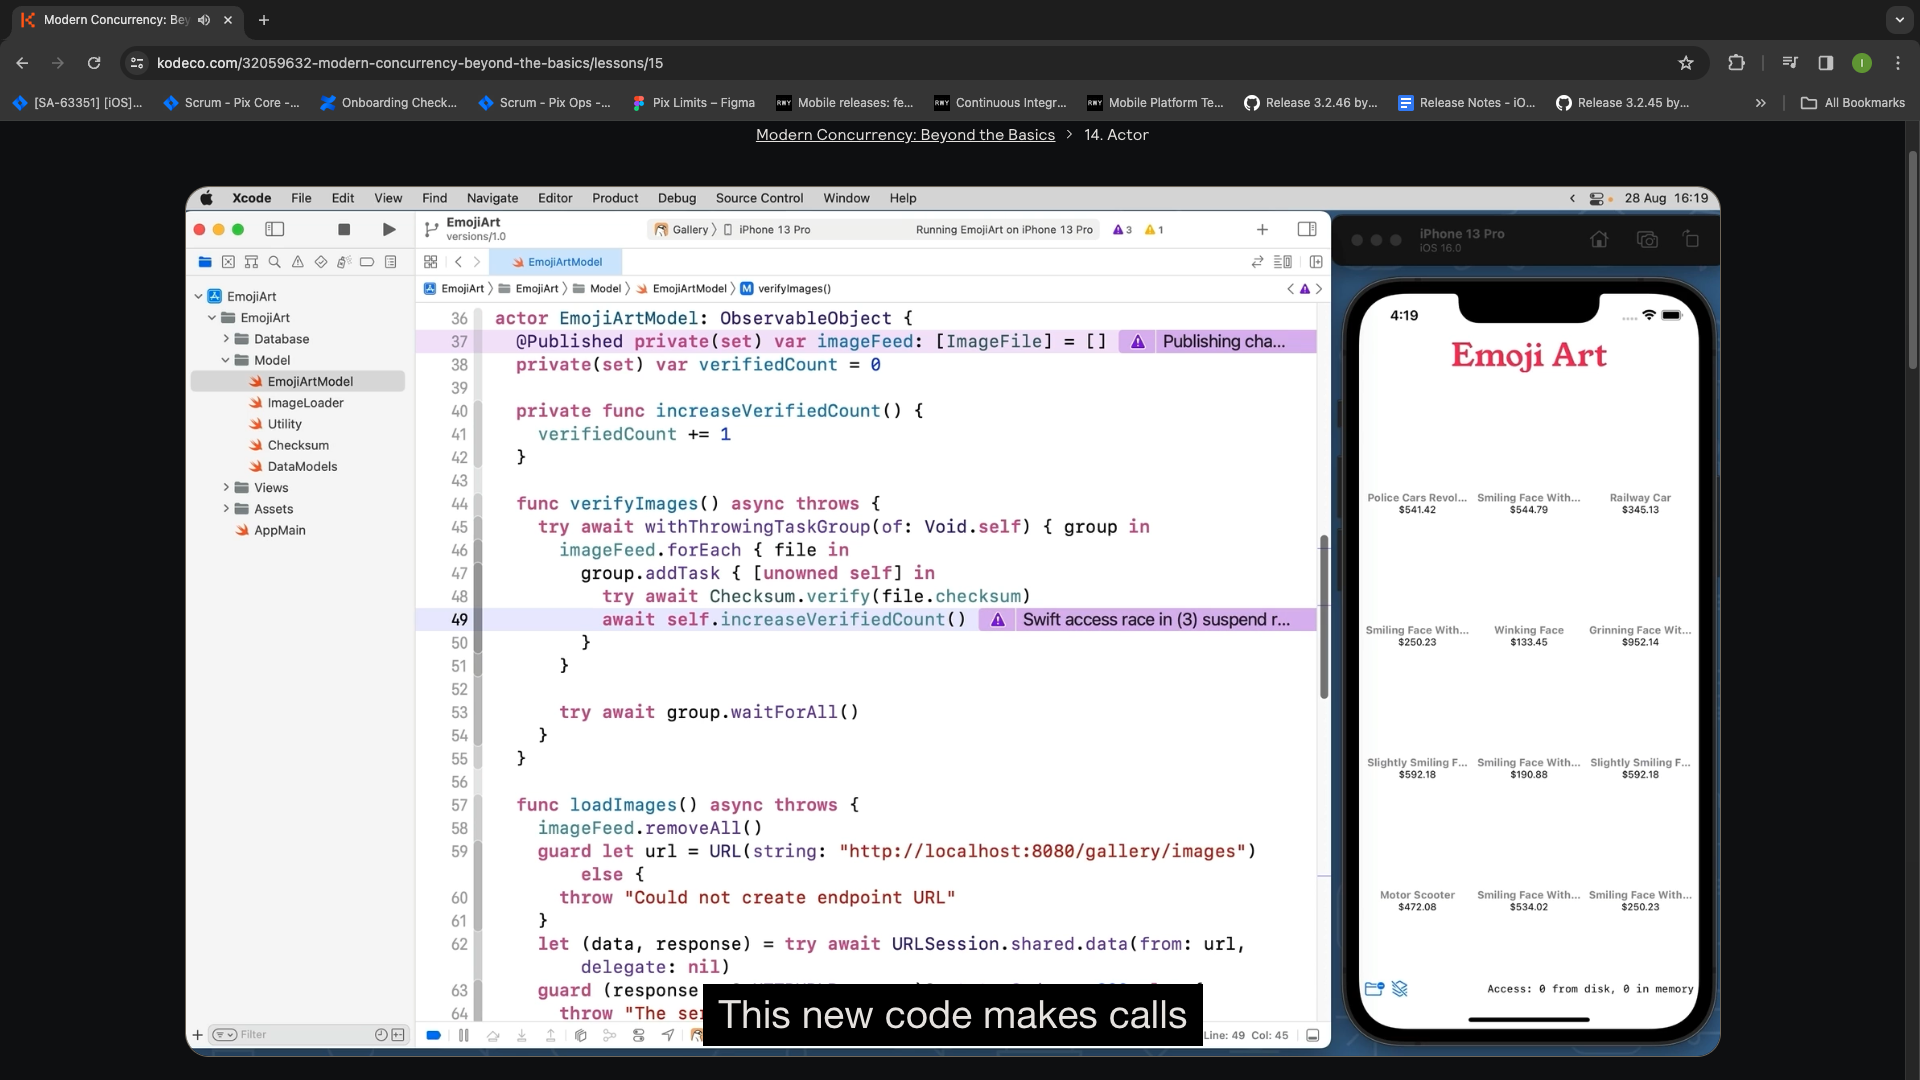 Modern Concurrency: Bey
kodeco.com/32059632-modern-concurrency-beyond-the-basics/lessons/15
I
[SA-63351] [iOS]...
Scrum - Pix Core -...
Onboarding Check...
Scrum - Pix Ops -...
Pix Limits – Figma
RWY Mobile releases: fe...
RWY Continuous Integr...
RWY Mobile Platform Te...
Release 3.2.46 by...
Release Notes - iO...
Release 3.2.45 by...
All Bookmarks
Modern Concurrency: Beyond the Basics > 14. Actor
Xcode File Edit View Find Navigate Editor Product Debug Source Control Window Help 28 Aug 16:19
EmojiArt
versions/1.0
Gallery iPhone 13 Pro Running EmojiArt on iPhone 13 Pro 3 1
EmojiArtModel
EmojiArt EmojiArt Model EmojiArtModel M verifyImages()
EmojiArt
EmojiArt
Database
Model
EmojiArtModel
ImageLoader
Utility
Checksum
DataModels
Views
Assets
AppMain
Filter
36 actor EmojiArtModel: ObservableObject {
37 @Published private(set) var imageFeed: [ImageFile] = [] Publishing cha...
38 private(set) var verifiedCount = 0
39
40 private func increaseVerifiedCount() {
41 verifiedCount += 1
42 }
43
44 func verifyImages() async throws {
45 try await withThrowingTaskGroup(of: Void.self) { group in
46 imageFeed.forEach { file in
47 group.addTask { [unowned self] in
48 try await Checksum.verify(file.checksum)
49 await self.increaseVerifiedCount() Swift access race in (3) suspend r...
50 }
51 }
52
53 try await group.waitForAll()
54 }
55 }
56
57 func loadImages() async throws {
58 imageFeed.removeAll()
59 guard let url = URL(string: "http://localhost:8080/gallery/images")
else {
60 throw "Could not create endpoint URL"
61 }
62 let (data, response) = try await URLSession.shared.data(from: url,
delegate: nil)
63 guard (response
64 throw "The ser
This new code makes calls
Line: 49 Col: 45
iPhone 13 Pro
iOS 16.0
4:19
Emoji Art
Police Cars Revol... Smiling Face With... Railway Car
$541.42 $544.79 $345.13
Smiling Face With... Winking Face Grinning Face Wit...
$250.23 $133.45 $952.14
Slightly Smiling F... Smiling Face With... Slightly Smiling F...
$592.18 $190.88 $592.18
Motor Scooter Smiling Face With... Smiling Face With...
$472.08 $534.02 $250.23
Access: 0 from disk, 0 in memory